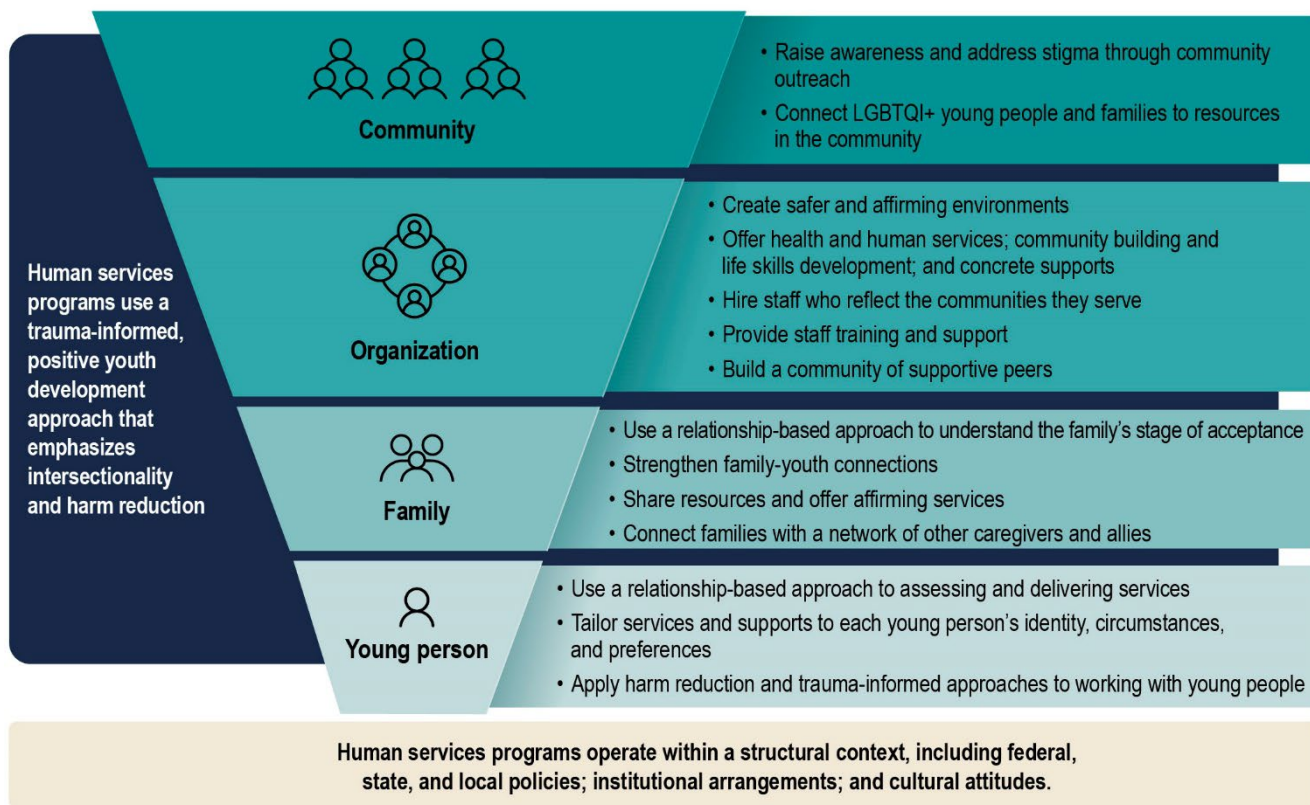 Human services
programs use a
trauma-informed,
positive youth
development
approach that
emphasizes
intersectionality
and harm reduction
Community
• Raise awareness and address stigma through community
outreach
• Connect LGBTQI+ young people and families to resources
in the community
Organization
• Create safer and affirming environments
• Offer health and human services; community building and
life skills development; and concrete supports
• Hire staff who reflect the communities they serve
• Provide staff training and support
• Build a community of supportive peers
Family
• Use a relationship-based approach to understand the family’s stage of acceptance
• Strengthen family-youth connections
• Share resources and offer affirming services
• Connect families with a network of other caregivers and allies
Young person
• Use a relationship-based approach to assessing and delivering services
• Tailor services and supports to each young person’s identity, circumstances,
and preferences
• Apply harm reduction and trauma-informed approaches to working with young people
Human services programs operate within a structural context, including federal,
state, and local policies; institutional arrangements; and cultural attitudes.